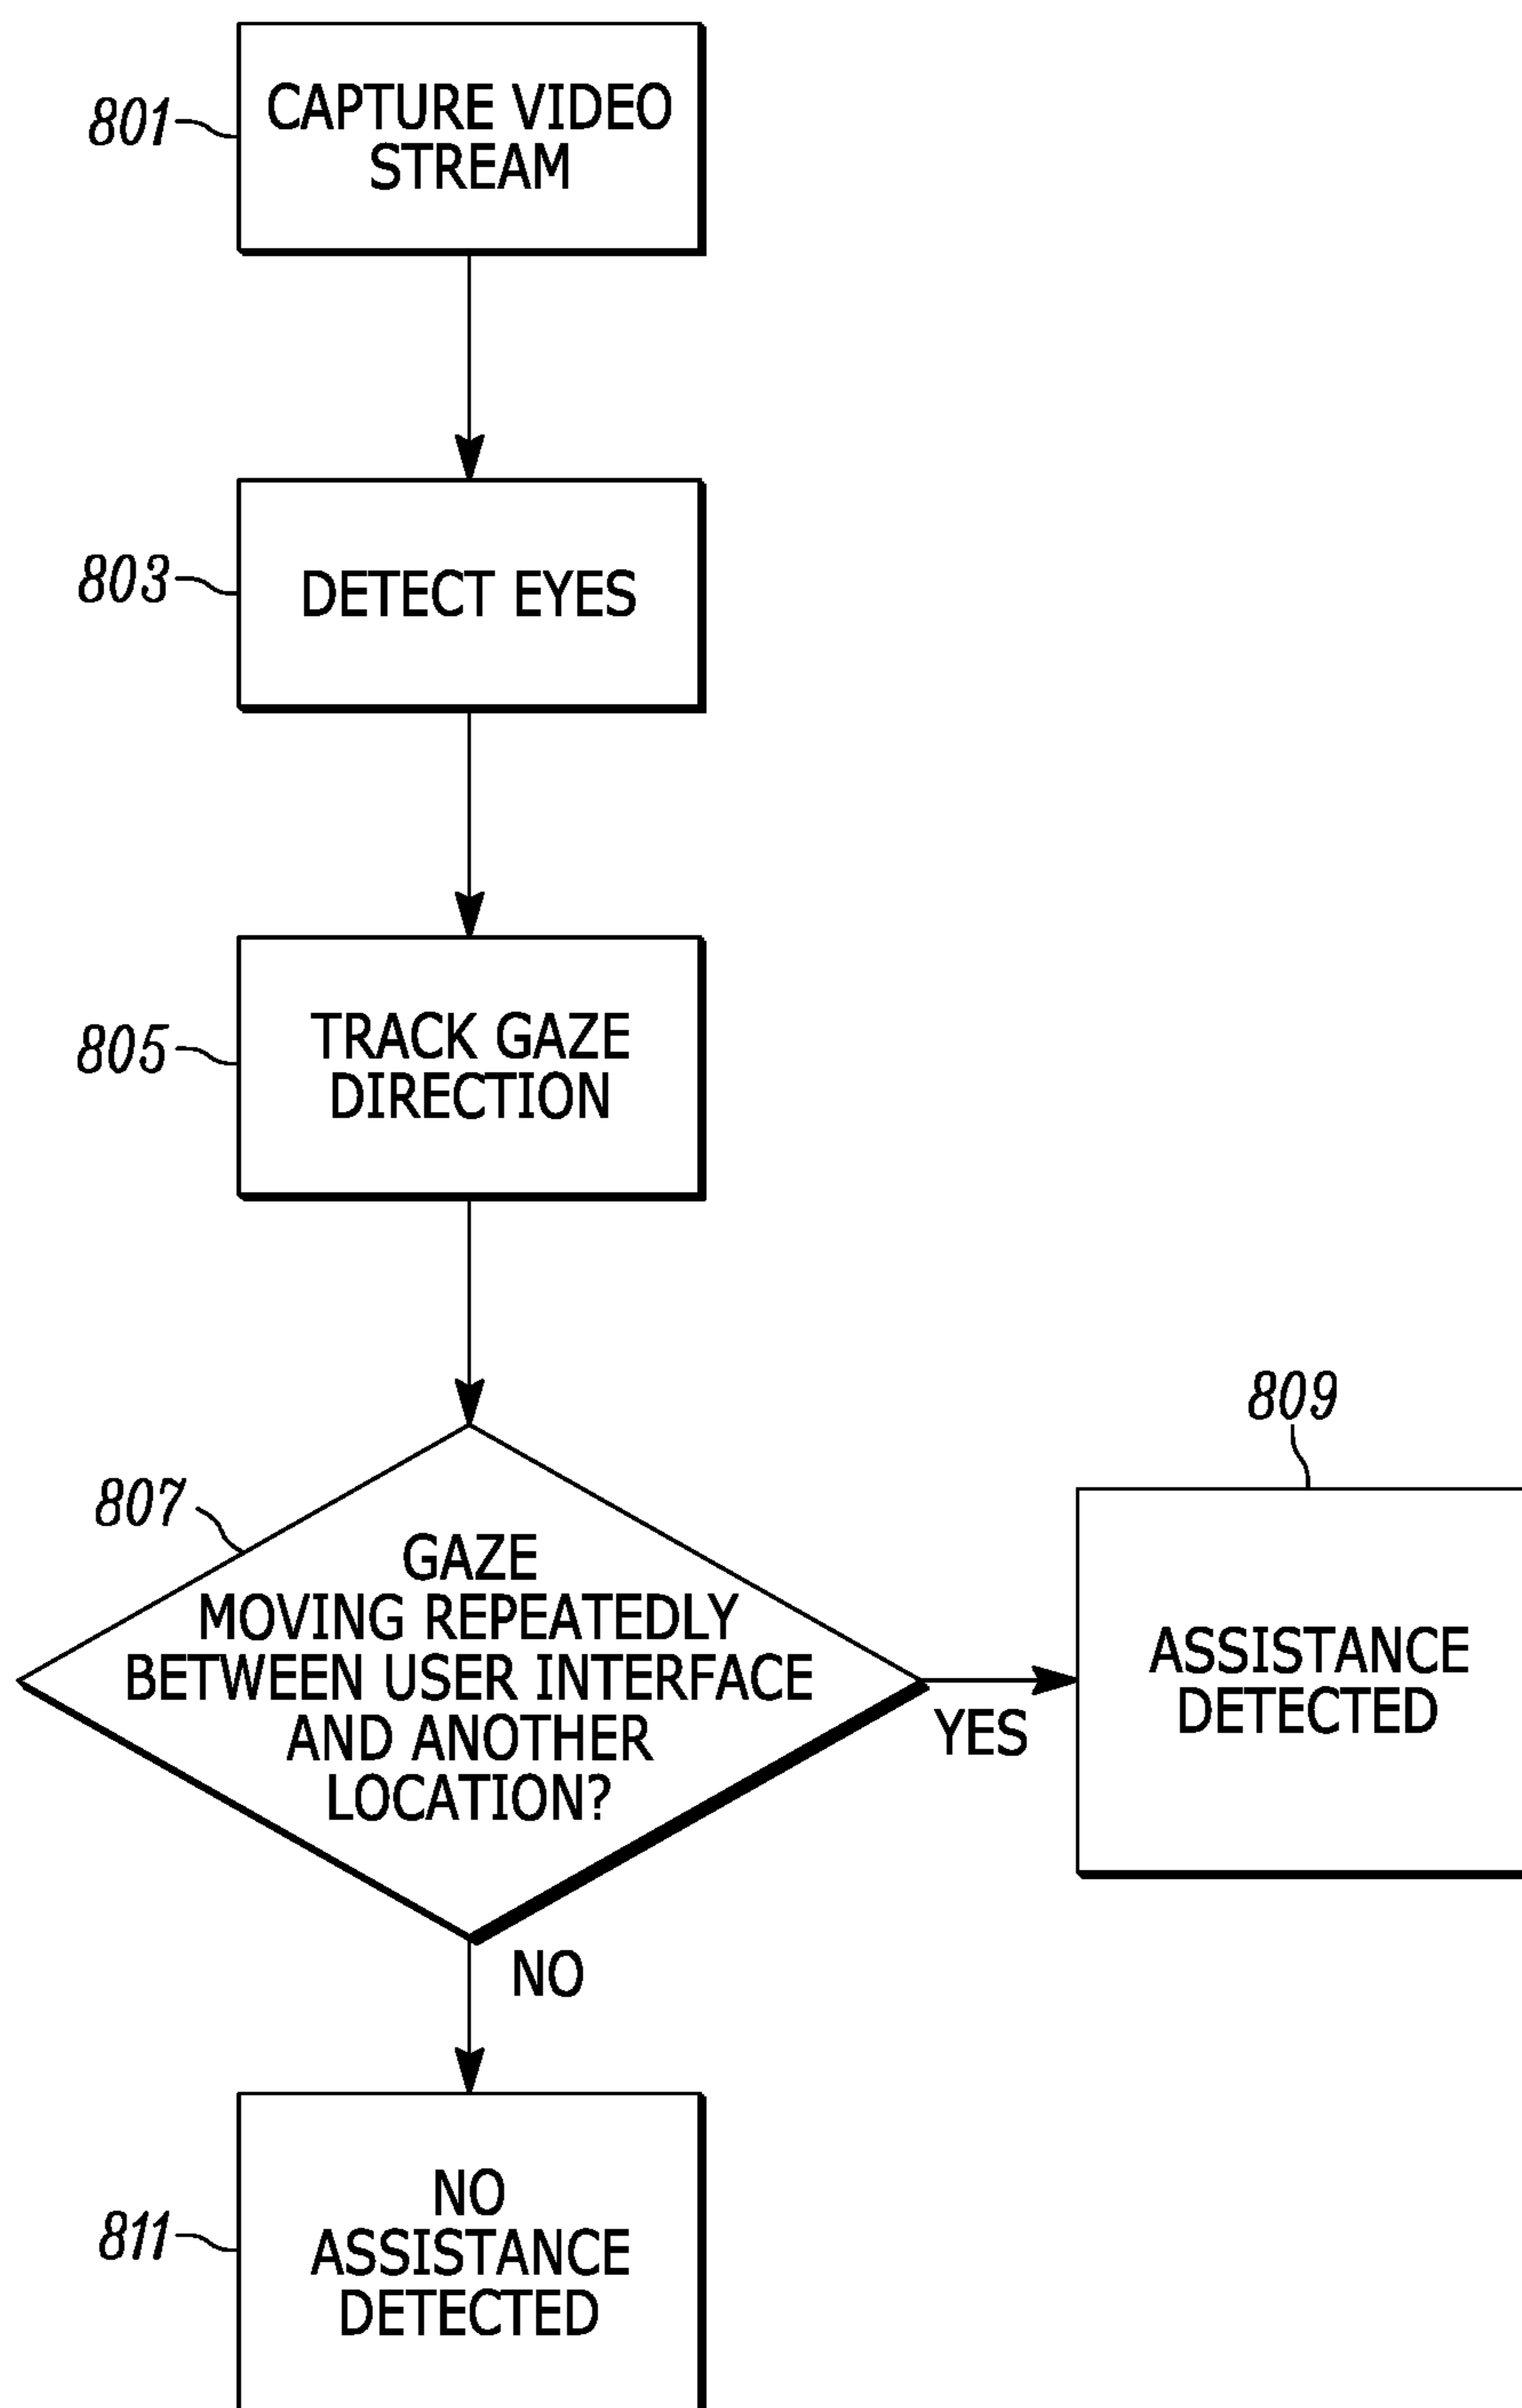 801
CAPTURE VIDEO
STREAM
803
DETECT EYES
805
TRACK GAZE
DIRECTION
807
GAZE
MOVING REPEATEDLY
BETWEEN USER INTERFACE
AND ANOTHER
LOCATION?
YES
809
ASSISTANCE
DETECTED
NO
811
NO
ASSISTANCE
DETECTED